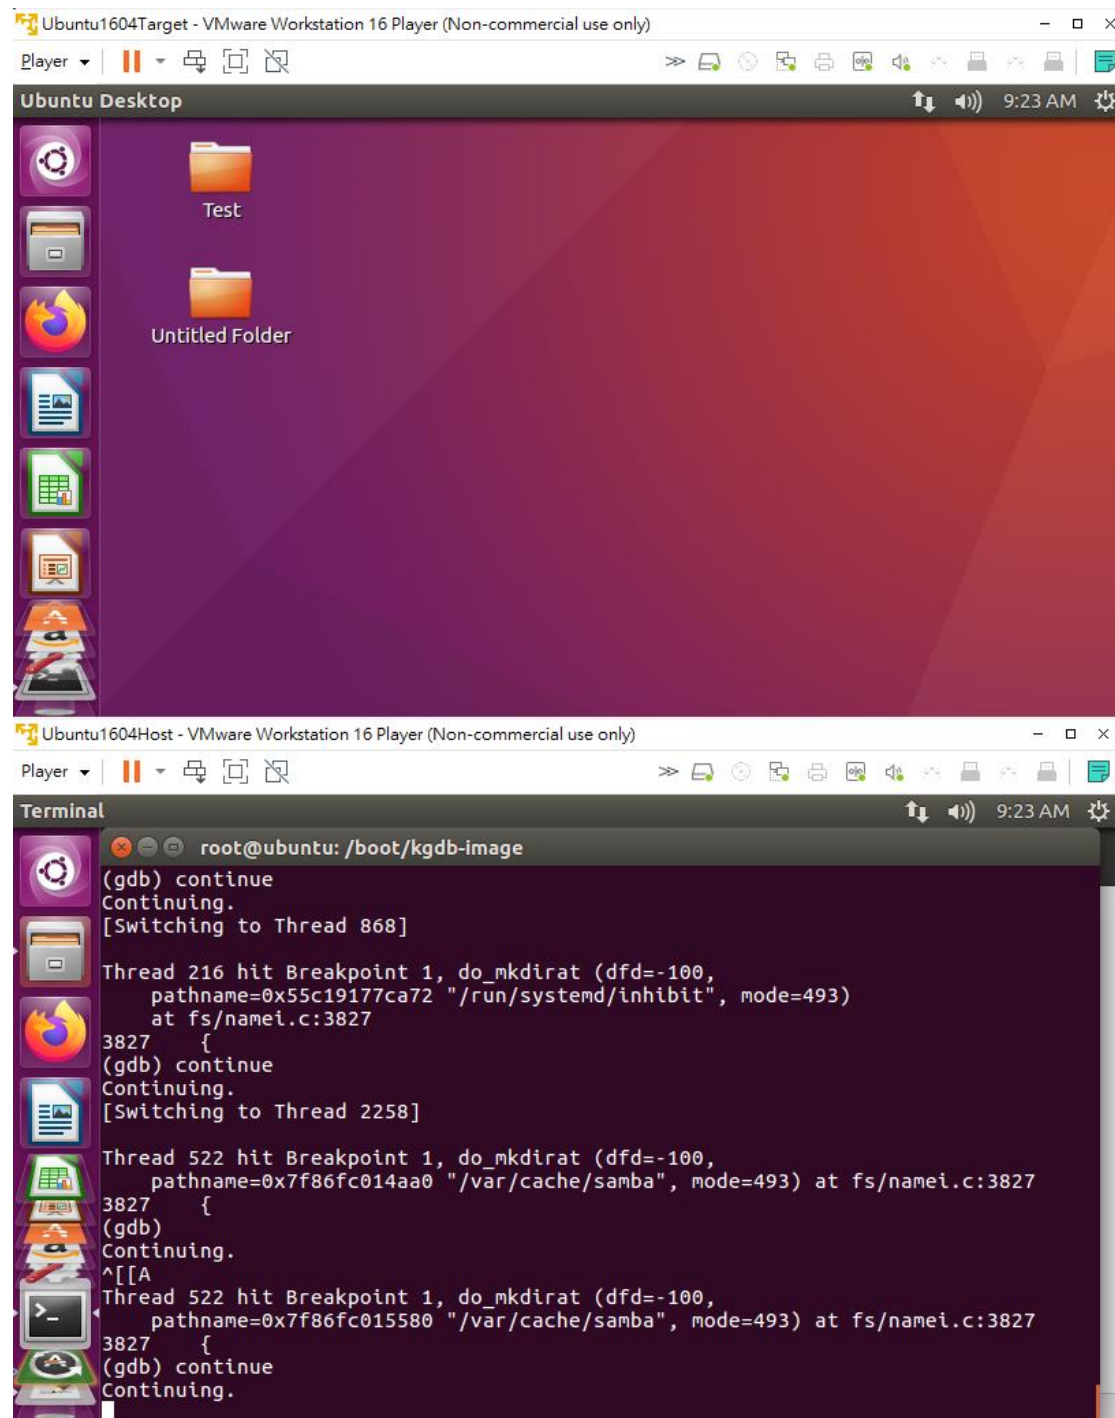 Ubuntu1604Target - VMware Workstation 16 Player (Non-commercial use only)
Player
Ubuntu Desktop
9:23 AM
Test
Untitled Folder
Ubuntu1604Host - VMware Workstation 16 Player (Non-commercial use only)
Player
Terminal
9:23 AM
root@ubuntu: /boot/kgdb-image
(gdb) continue
Continuing.
[Switching to Thread 868]
Thread 216 hit Breakpoint 1, do_mkdirat (dfd=-100,
pathname=0x55c19177ca72 "/run/systemd/inhibit", mode=493)
at fs/namei.c:3827
3827 {
(gdb) continue
Continuing.
[Switching to Thread 2258]
Thread 522 hit Breakpoint 1, do_mkdirat (dfd=-100,
pathname=0x7f86fc014aa0 "/var/cache/samba", mode=493) at fs/namei.c:3827
3827 {
(gdb)
Continuing.
^[[A
Thread 522 hit Breakpoint 1, do_mkdirat (dfd=-100,
pathname=0x7f86fc015580 "/var/cache/samba", mode=493) at fs/namei.c:3827
3827 {
(gdb) continue
Continuing.